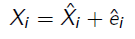 Xᵢ = X̂ᵢ + êᵢ